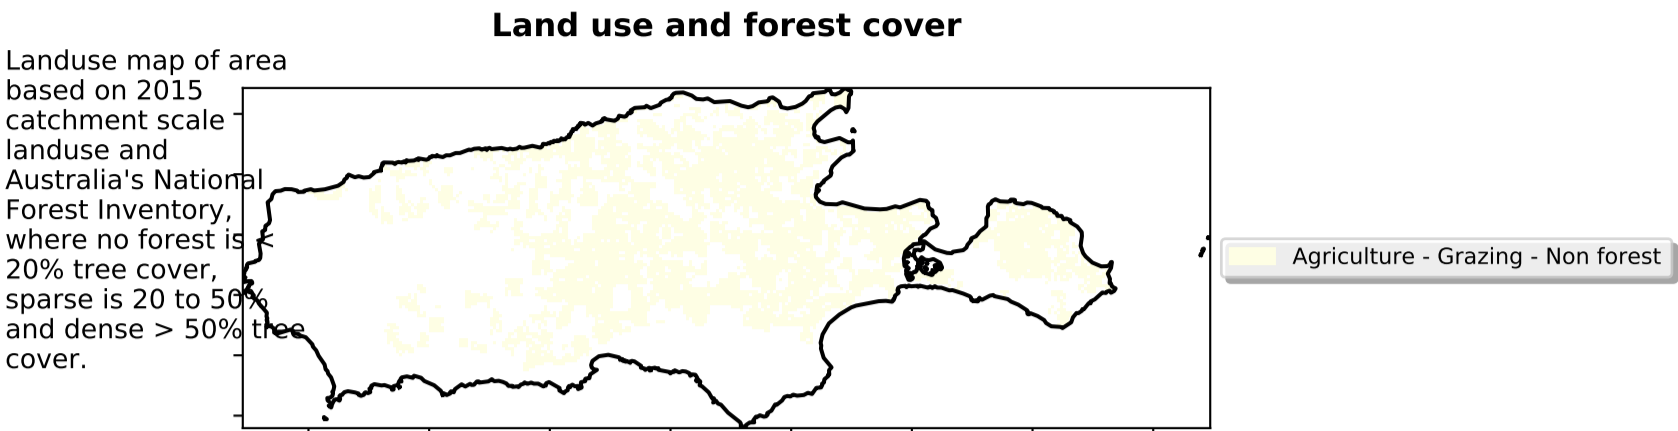 Land use and forest cover
Landuse map of area
based on 2015
catchment scale
landuse and
Australia's National
Forest Inventory,
where no forest is <
20% tree cover,
sparse is 20 to 50%
and dense > 50% tree
cover.
Agriculture - Grazing - Non forest